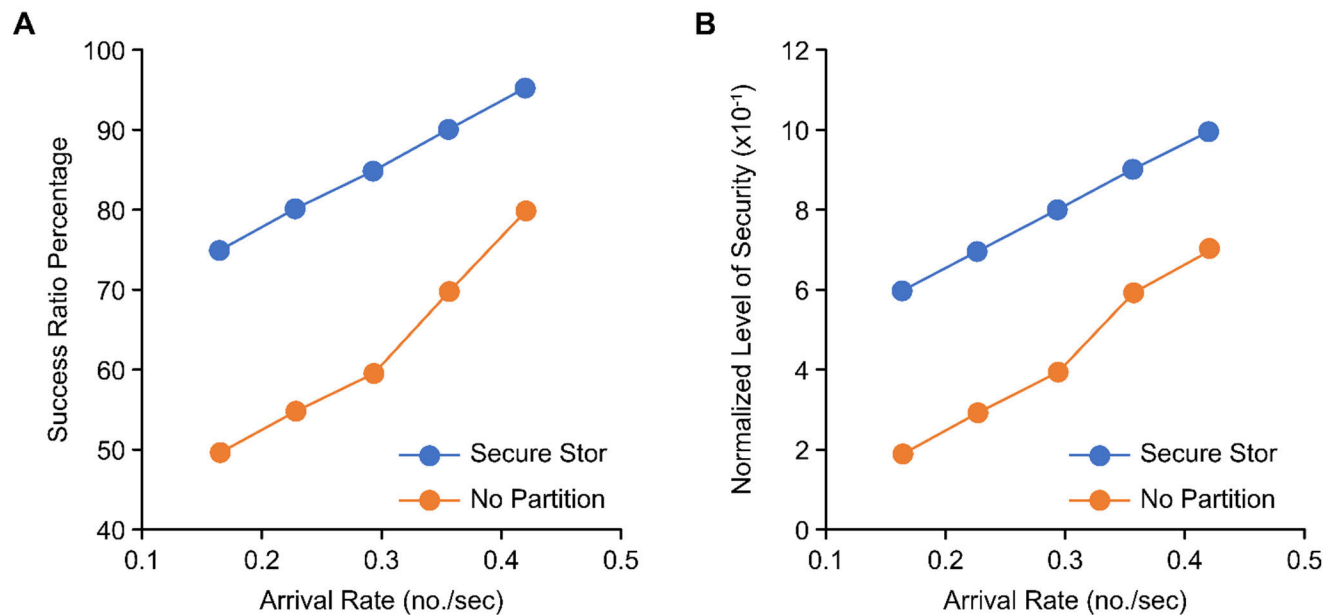 A
Success Ratio Percentage
100
90
80
70
60
50
40
0.1 0.2 0.3 0.4 0.5
Arrival Rate (no./sec)
Secure Stor
No Partition
B
Normalized Level of Security (x10⁻¹)
12
10
8
6
4
2
0
0.1 0.2 0.3 0.4 0.5
Arrival Rate (no./sec)
Secure Stor
No Partition